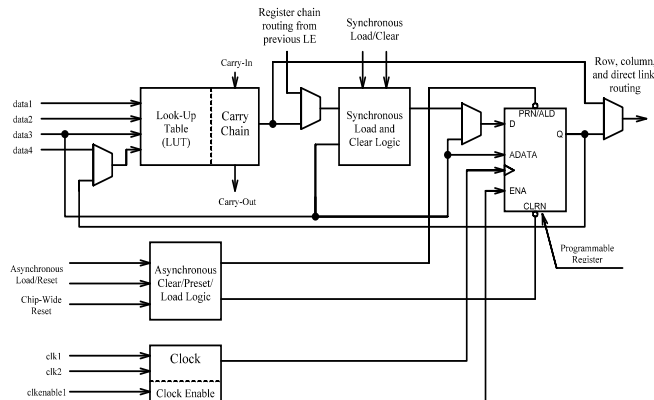 Register chain
routing from
previous LE
Synchronous
Load/Clear
Row, column,
and direct link
routing
Carry-In
data1
data2
data3
data4
Look-Up
Table
(LUT)
Carry
Chain
Synchronous
Load and
Clear Logic
PRN/ALD
D
Q
ADATA
ENA
CLRN
Carry-Out
Programmable
Register
Asynchronous
Load/Reset
Chip-Wide
Reset
Asynchronous
Clear/Preset/
Load Logic
clk1
clk2
clkenable1
Clock
Clock Enable